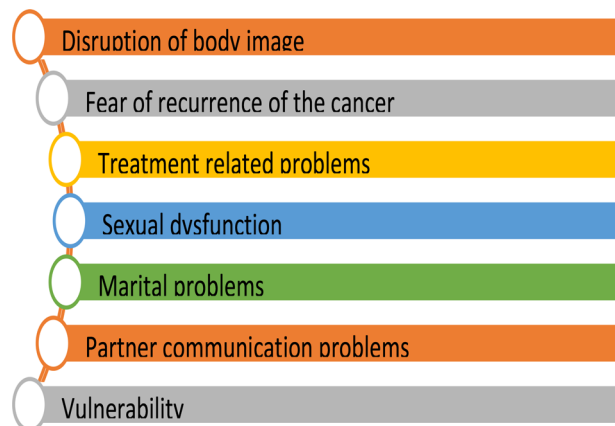 Disruption of body image
Fear of recurrence of the cancer
Treatment related problems
Sexual dysfunction
Marital problems
Partner communication problems
Vulnerability